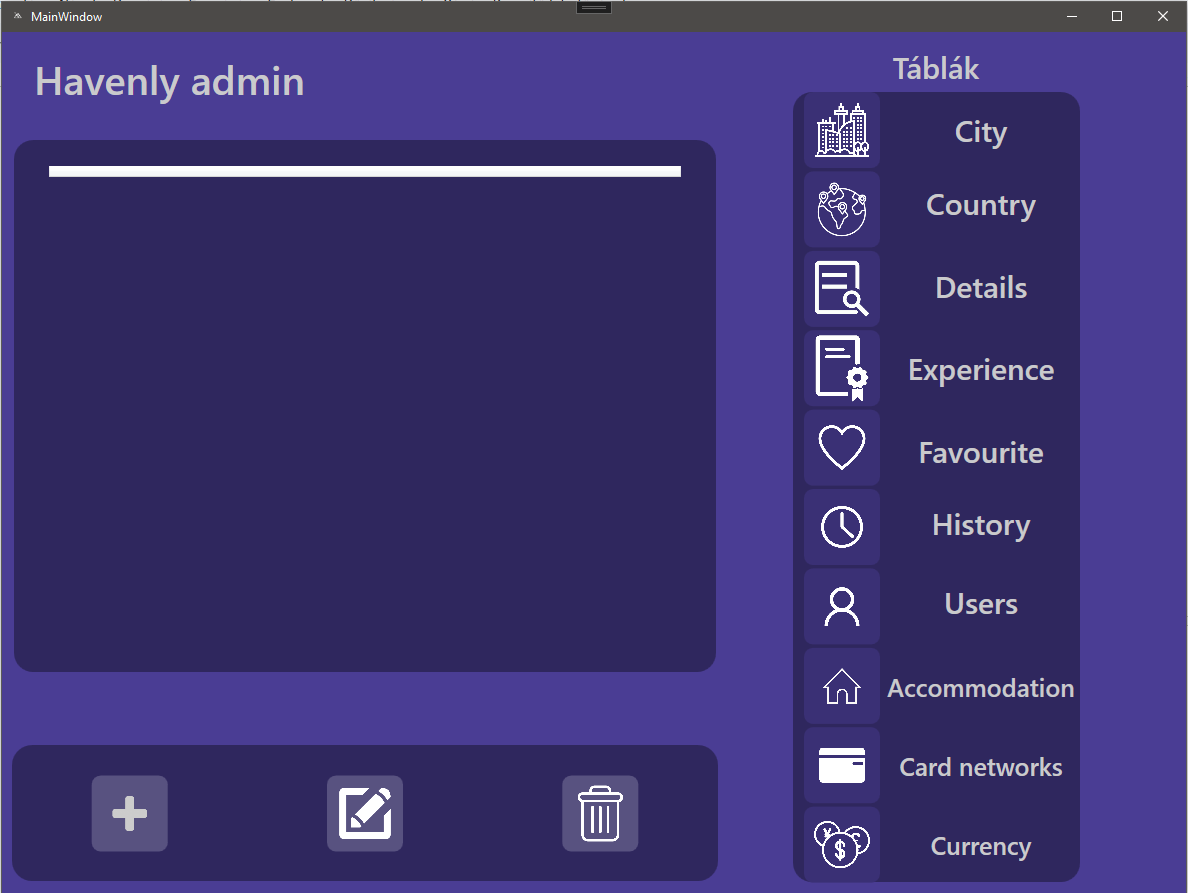 MainWindow
Havenly admin
Táblák
City
Country
Details
Experience
Favourite
History
Users
Accommodation
Card networks
Currency